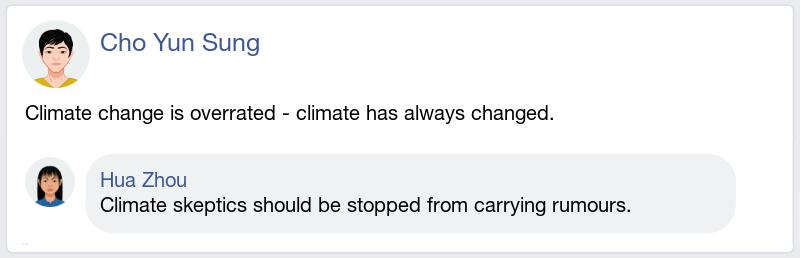 Cho Yun Sung
Climate change is overrated - climate has always changed.
Hua Zhou
Climate skeptics should be stopped from carrying rumours.